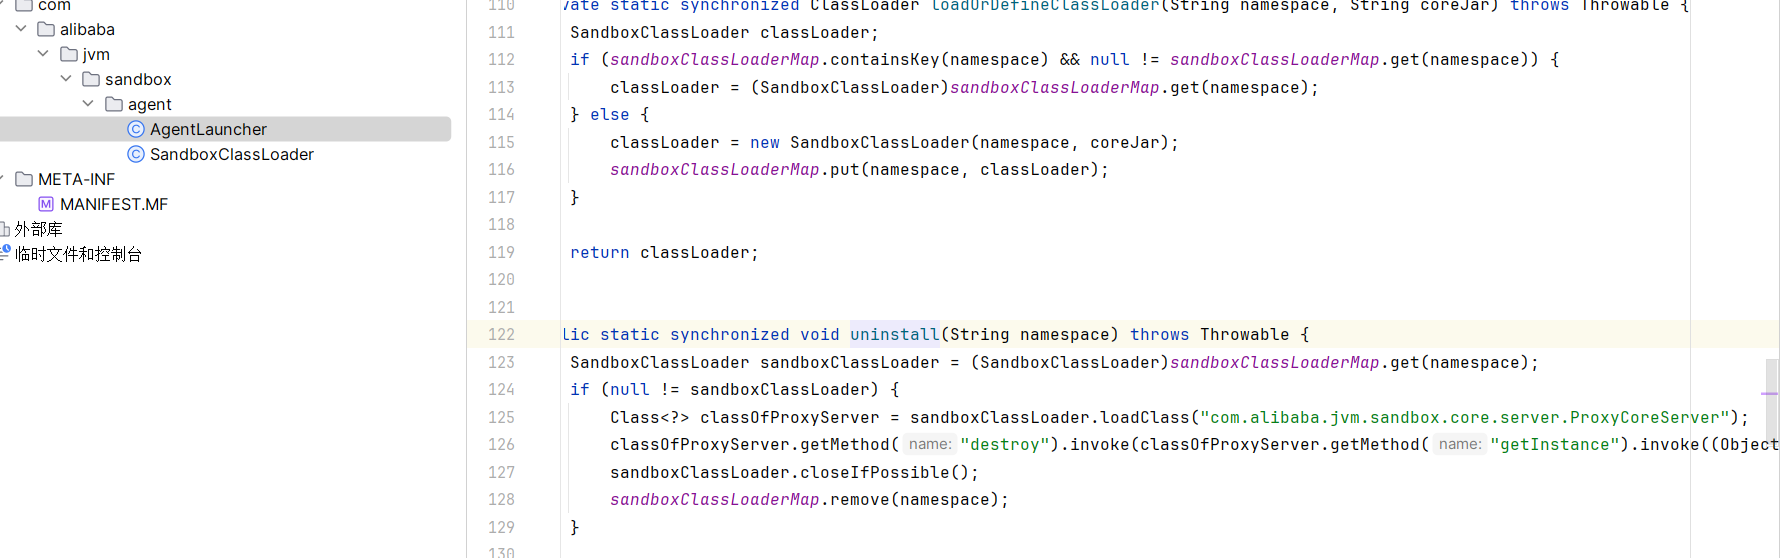 com
alibaba
jvm
sandbox
agent
AgentLauncher
SandboxClassLoader
META-INF
MANIFEST.MF
外部库
临时文件和控制台
110 vate static synchronized ClassLoader loadOrDefineClassLoader(String namespace, String coreJar) throws Throwable {
111 SandboxClassLoader classLoader;
112 if (sandboxClassLoaderMap.containsKey(namespace) && null != sandboxClassLoaderMap.get(namespace)) {
113 classLoader = (SandboxClassLoader)sandboxClassLoaderMap.get(namespace);
114 } else {
115 classLoader = new SandboxClassLoader(namespace, coreJar);
116 sandboxClassLoaderMap.put(namespace, classLoader);
117 }
118
119 return classLoader;
120
121
122 lic static synchronized void uninstall(String namespace) throws Throwable {
123 SandboxClassLoader sandboxClassLoader = (SandboxClassLoader)sandboxClassLoaderMap.get(namespace);
124 if (null != sandboxClassLoader) {
125 Class<?> classOfProxyServer = sandboxClassLoader.loadClass("com.alibaba.jvm.sandbox.core.server.ProxyCoreServer");
126 classOfProxyServer.getMethod( name: "destroy").invoke(classOfProxyServer.getMethod( name: "getInstance").invoke((Object
127 sandboxClassLoader.closeIfPossible();
128 sandboxClassLoaderMap.remove(namespace);
129 }
130